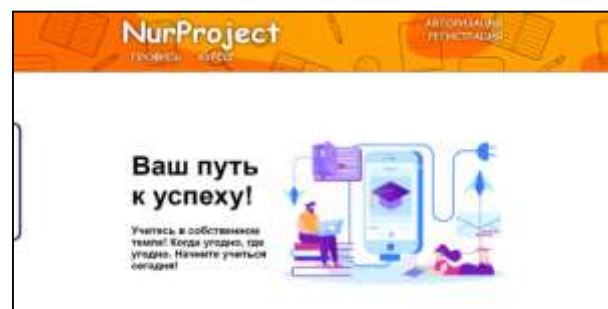 NurProject
АВТОРИЗАЦИЯ
РЕГИСТРАЦИЯ
ПРОФИЛЬ КУРСЫ
Ваш путь
к успеху!
Учитесь в собственном
темпе! Когда угодно, где
угодно. Начните учиться
сегодня!